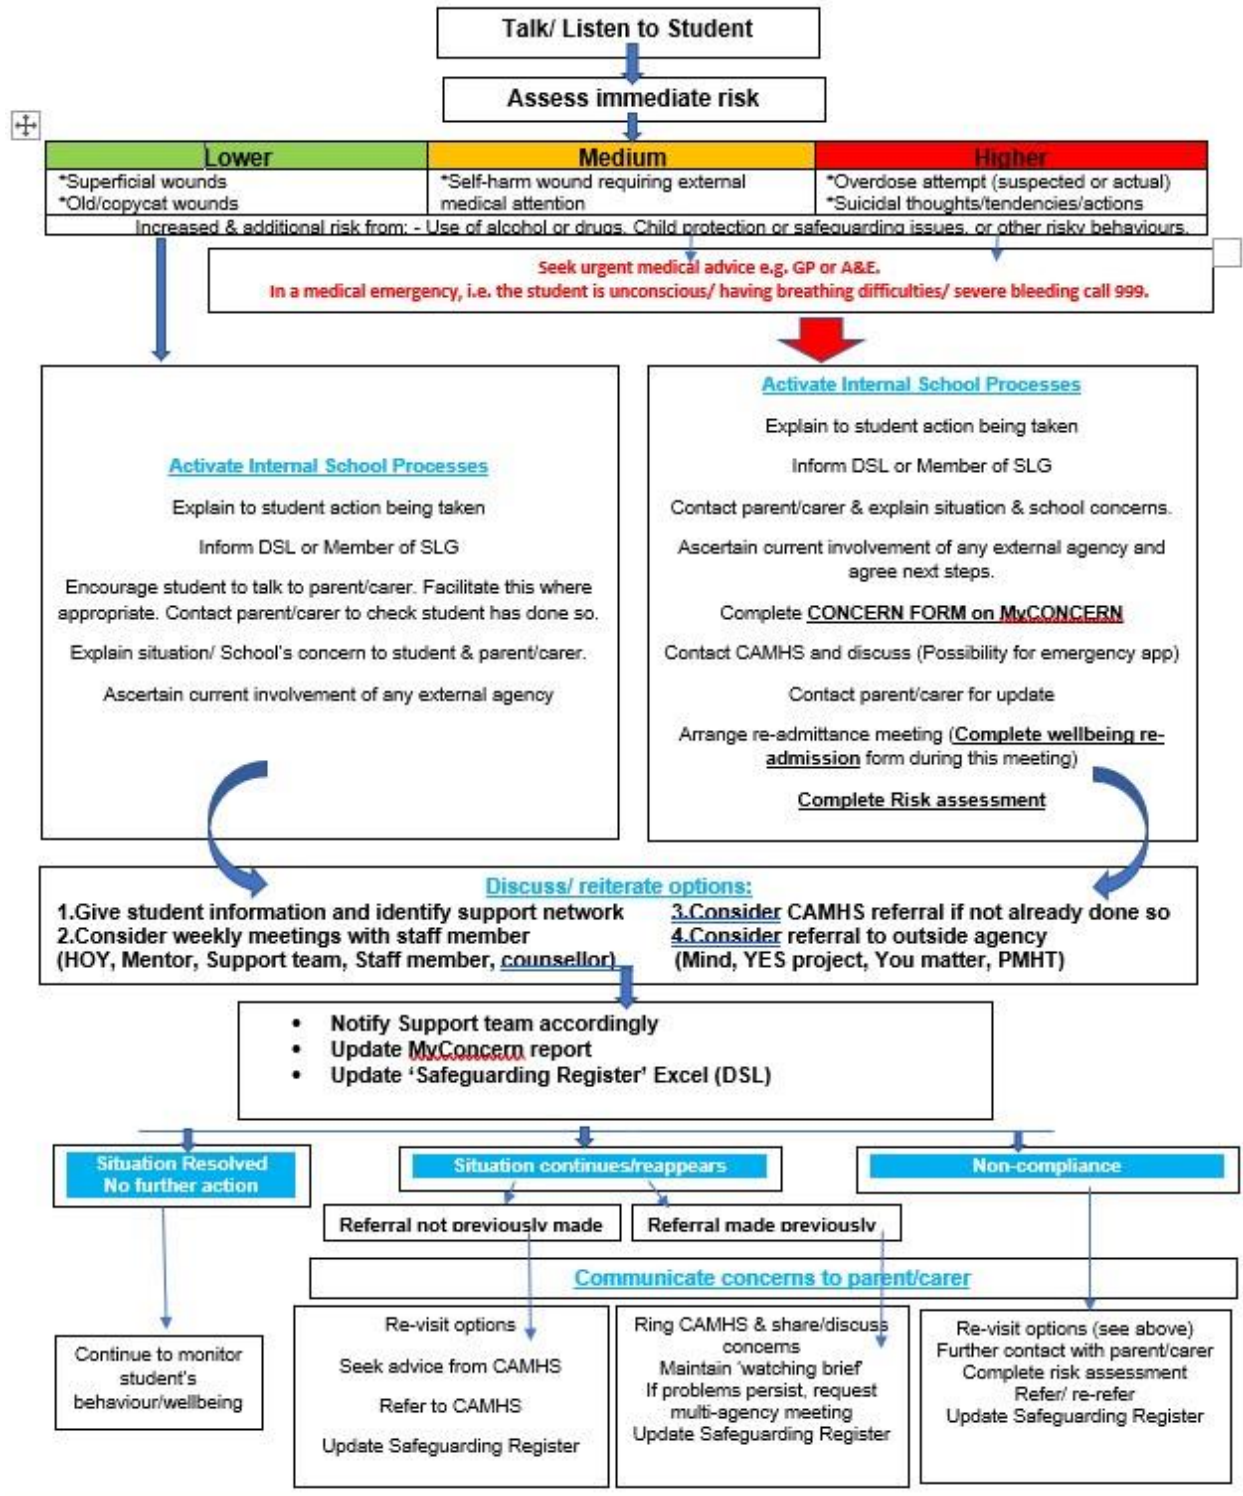 Talk/ Listen to Student
Assess immediate risk
Lower
Medium
Higher
*Superficial wounds
*Old/copycat wounds
*Self-harm wound requiring external
medical attention
*Overdose attempt (suspected or actual)
*Suicidal thoughts/tendencies/actions
Increased & additional risk from: - Use of alcohol or drugs, Child protection or safeguarding issues, or other risky behaviours.
Seek urgent medical advice e.g. GP or A&E.
In a medical emergency, i.e. the student is unconscious/ having breathing difficulties/ severe bleeding call 999.
Activate Internal School Processes
Explain to student action being taken
Inform DSL or Member of SLG
Encourage student to talk to parent/carer. Facilitate this where
appropriate. Contact parent/carer to check student has done so.
Explain situation/ School's concern to student & parent/carer.
Ascertain current involvement of any external agency
Activate Internal School Processes
Explain to student action being taken
Inform DSL or Member of SLG
Contact parent/carer & explain situation & school concerns.
Ascertain current involvement of any external agency and
agree next steps.
Complete CONCERN FORM on MyCONCERN
Contact CAMHS and discuss (Possibility for emergency app)
Contact parent/carer for update
Arrange re-admittance meeting (Complete wellbeing re-
admission form during this meeting)
Complete Risk assessment
Discuss/ reiterate options:
1.Give student information and identify support network
2.Consider weekly meetings with staff member
(HOY, Mentor, Support team, Staff member, counsellor)
3.Consider CAMHS referral if not already done so
4.Consider referral to outside agency
(Mind, YES project, You matter, PMHT)
• Notify Support team accordingly
• Update MyConcern report
• Update ‘Safeguarding Register’ Excel (DSL)
Situation Resolved
No further action
Situation continues/reappears
Non-compliance
Referral not previously made
Referral made previously
Communicate concerns to parent/carer
Continue to monitor
student's
behaviour/wellbeing
Re-visit options
Seek advice from CAMHS
Refer to CAMHS
Update Safeguarding Register
Ring CAMHS & share/discuss
concerns
Maintain 'watching brief'
If problems persist, request
multi-agency meeting
Update Safeguarding Register
Re-visit options (see above)
Further contact with parent/carer
Complete risk assessment
Refer/ re-refer
Update Safeguarding Register